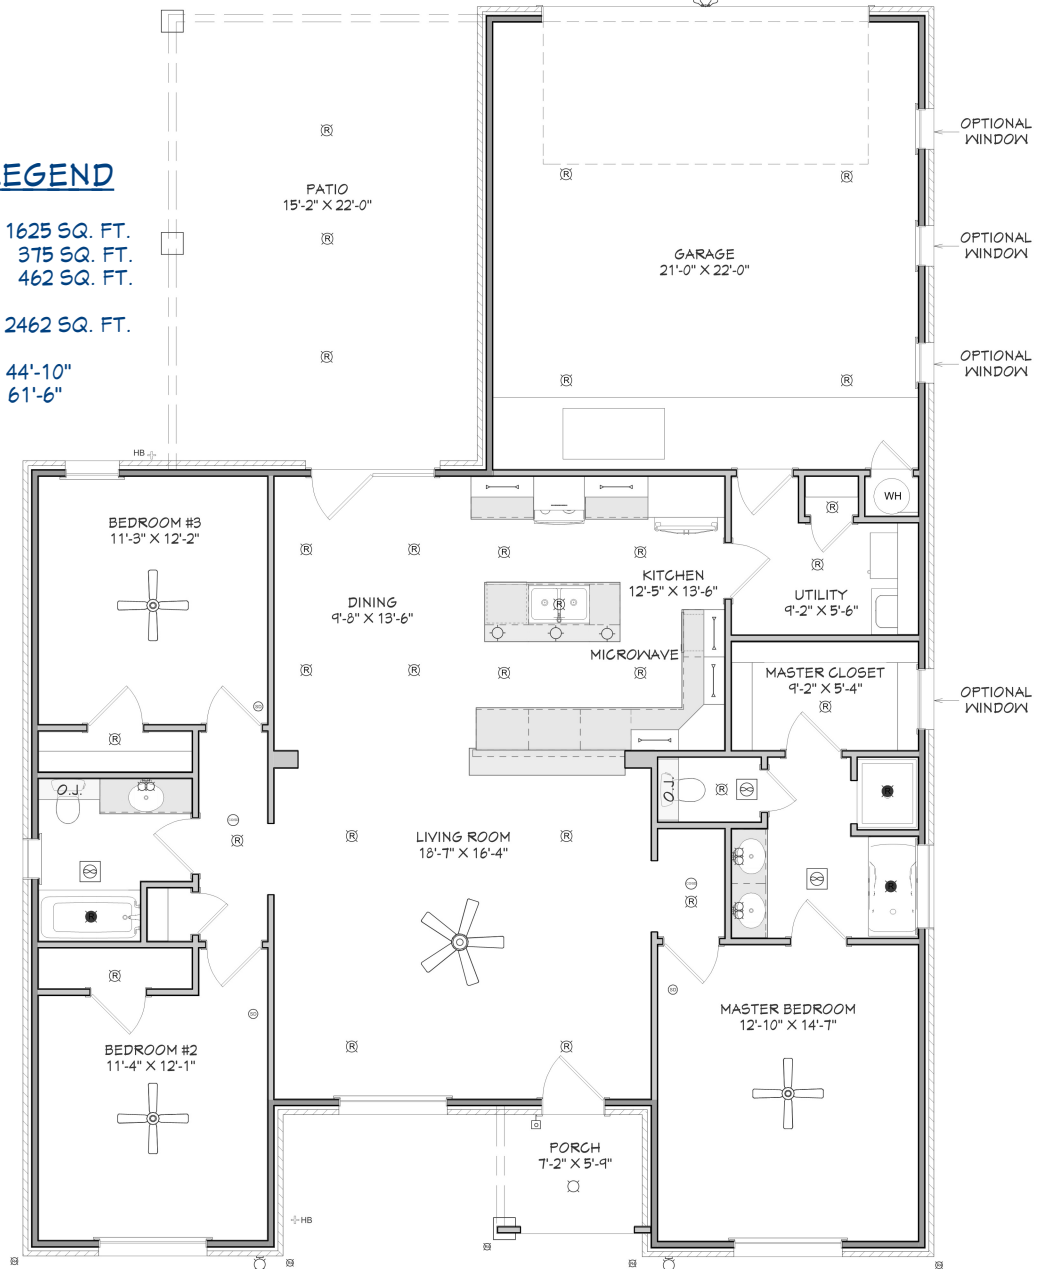 OPTIONAL
WINDOW
LEGEND
PATIO
15'-2" X 22'-0"
1625 SQ. FT.
375 SQ. FT.
462 SQ. FT.
2462 SQ. FT.
44'-10"
61'-6"
OPTIONAL
WINDOW
GARAGE
21'-0" X 22'-0"
OPTIONAL
WINDOW
HB
WH
BEDROOM #3
11'-3" X 12'-2"
KITCHEN
12'-5" X 13'-6"
DINING
9'-8" X 13'-6"
UTILITY
9'-2" X 5'-6"
MICROWAVE
MASTER CLOSET
9'-2" X 5'-4"
OPTIONAL
WINDOW
O.J.
O.J.
LIVING ROOM
18'-7" X 16'-4"
MASTER BEDROOM
12'-10" X 14'-7"
BEDROOM #2
11'-4" X 12'-1"
PORCH
7'-2" X 5'-9"
HB